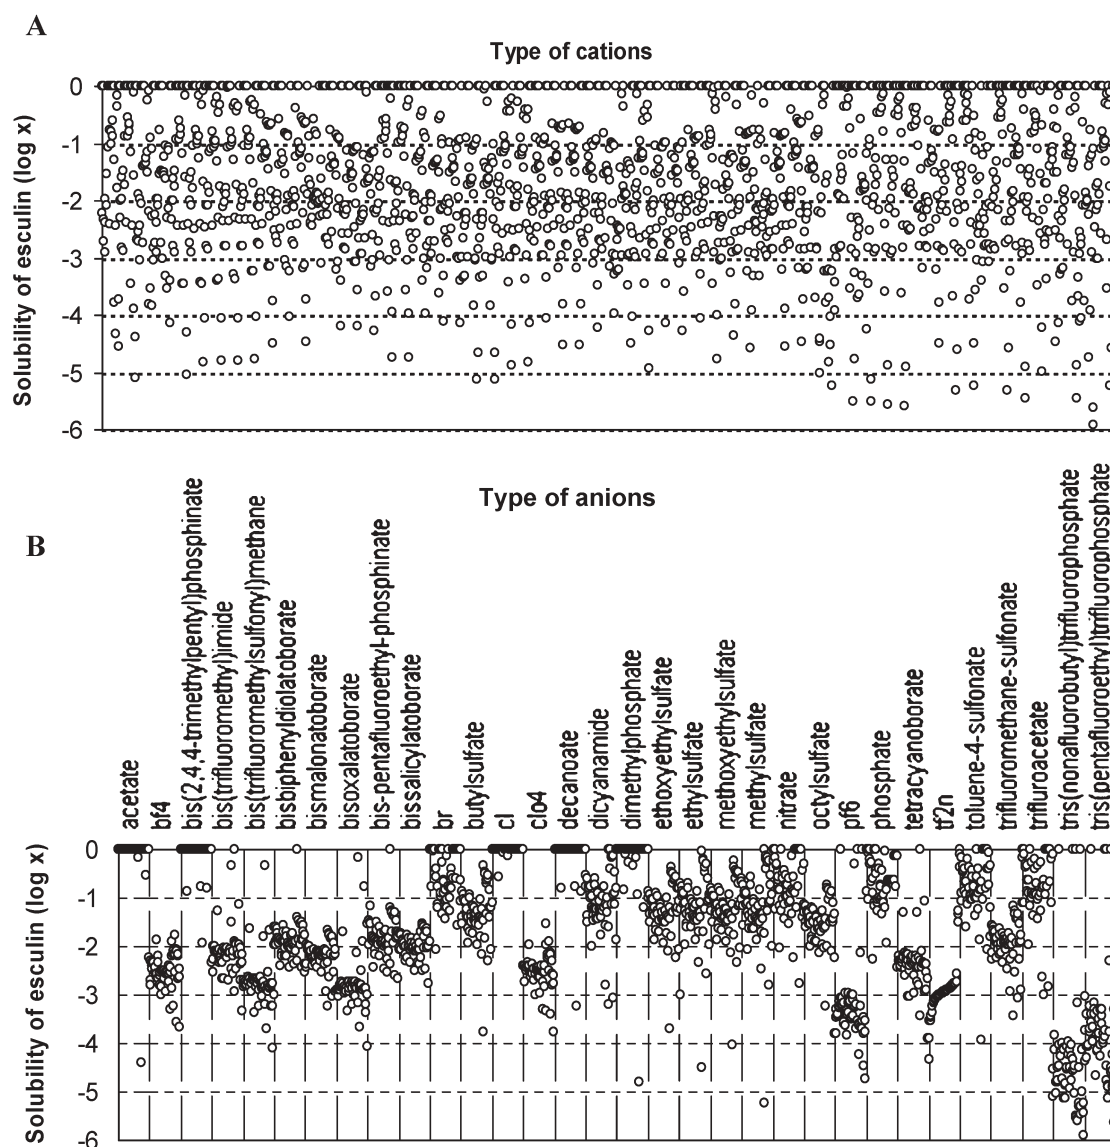 A
Type of cations
Solubility of esculin (log x)
0
-1
-2
-3
-4
-5
-6
B
Type of anions
acetate
bf4
bis(2,4,4-trimethylpentyl)phosphinate
bis(trifluoromethyl)imide
bis(trifluoromethylsulfonyl)methane
bisbiphenyldiolatoborate
bismalonatoborate
bisoxalatoborate
bis-pentafluoroethyl-phosphinate
bissalicylatoborate
br
butylsulfate
cl
clo4
decanoate
dicyanamide
dimethylphosphate
ethoxyethylsulfate
ethylsulfate
methoxyethylsulfate
methylsulfate
nitrate
octylsulfate
pf6
phosphate
tetracyanoborate
tf2n
toluene-4-sulfonate
trifluoromethane-sulfonate
trifluroacetate
tris(nonafluorobutyl)trifluorophosphate
tris(pentafluoroethyl)trifluorophosphate
Solubility of esculin (log x)
0
-1
-2
-3
-4
-5
-6